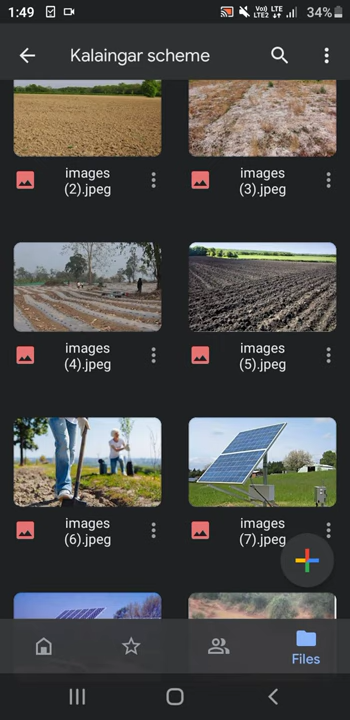 1:49
Vo) LTE
LTE2
34%
Kalaingar scheme
images
(2).jpeg
images
(3).jpeg
images
(4).jpeg
images
(5).jpeg
images
(6).jpeg
images
(7).jpeg
Files